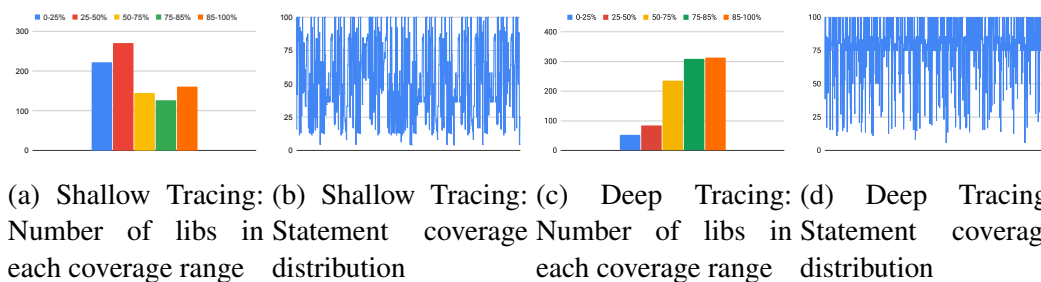 0-25% 25-50% 50-75% 75-85% 85-100%
300
200
100
0
100
75
50
25
0
0-25% 25-50% 50-75% 75-85% 85-100%
400
300
200
100
0
100
75
50
25
0
(a) Shallow Tracing:
Number of libs in
each coverage range
(b) Shallow Tracing:
Statement coverage
distribution
(c) Deep Tracing:
Number of libs in
each coverage range
(d) Deep Tracing
Statement coverag
distribution